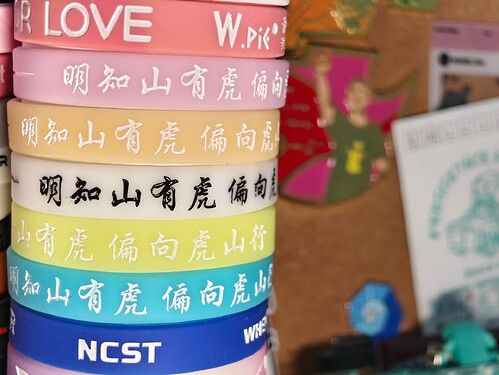 R LOVE W.pic
明知山有虎 偏向
明知山有虎 偏向虎
明知山有虎 偏向虎
山有虎 偏向虎山行
明知山有虎 偏向虎山
NCST WHE